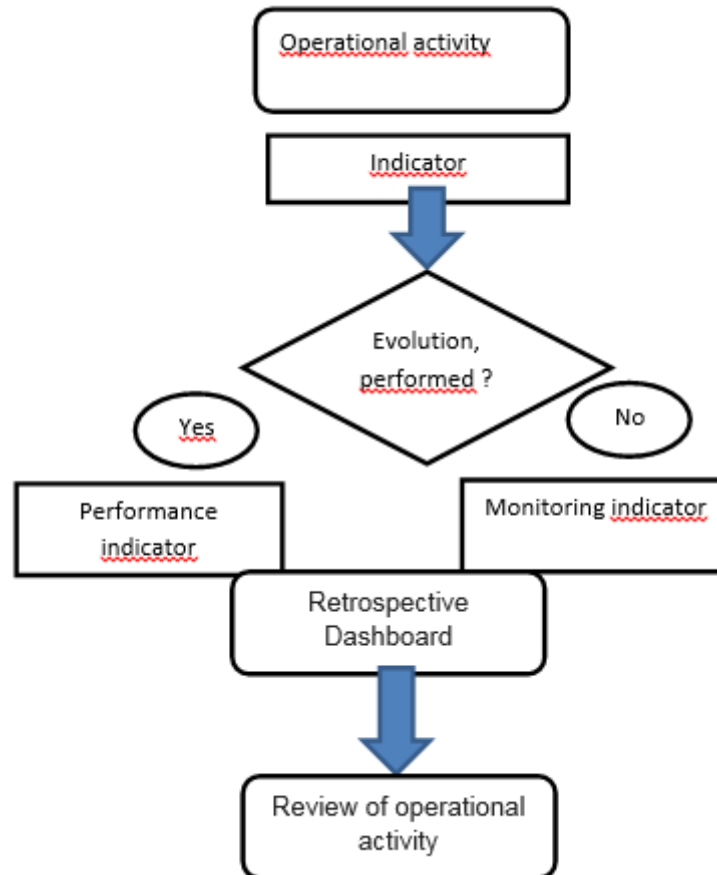 Operational activity
Indicator
Evolution,
performed ?
Yes
No
Performance
indicator
Monitoring indicator
Retrospective
Dashboard
Review of operational
activity